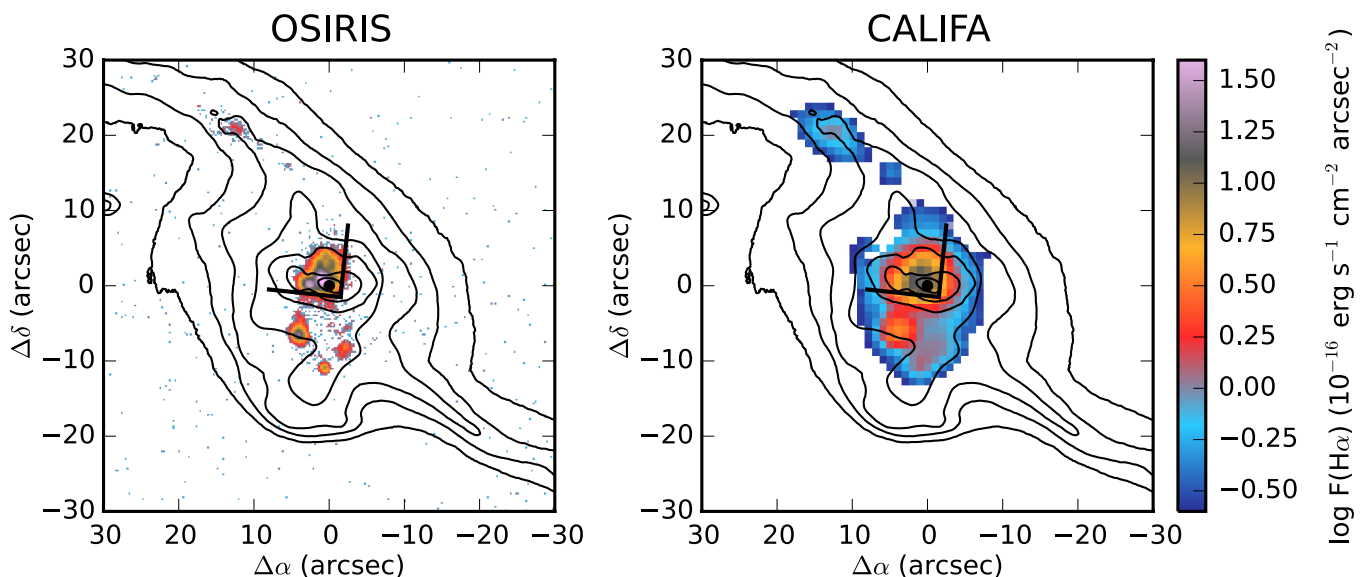 OSIRIS
CALIFA
30
20
10
0
−10
−20
−30
30 20 10 0 −10 −20 −30
Δα (arcsec)
Δδ (arcsec)
30
20
10
0
−10
−20
−30
30 20 10 0 −10 −20 −30
Δα (arcsec)
Δδ (arcsec)
1.50
1.25
1.00
0.75
0.50
0.25
0.00
−0.25
−0.50
log F(Hα) (10⁻¹⁶ erg s⁻¹ cm⁻² arcsec⁻²)